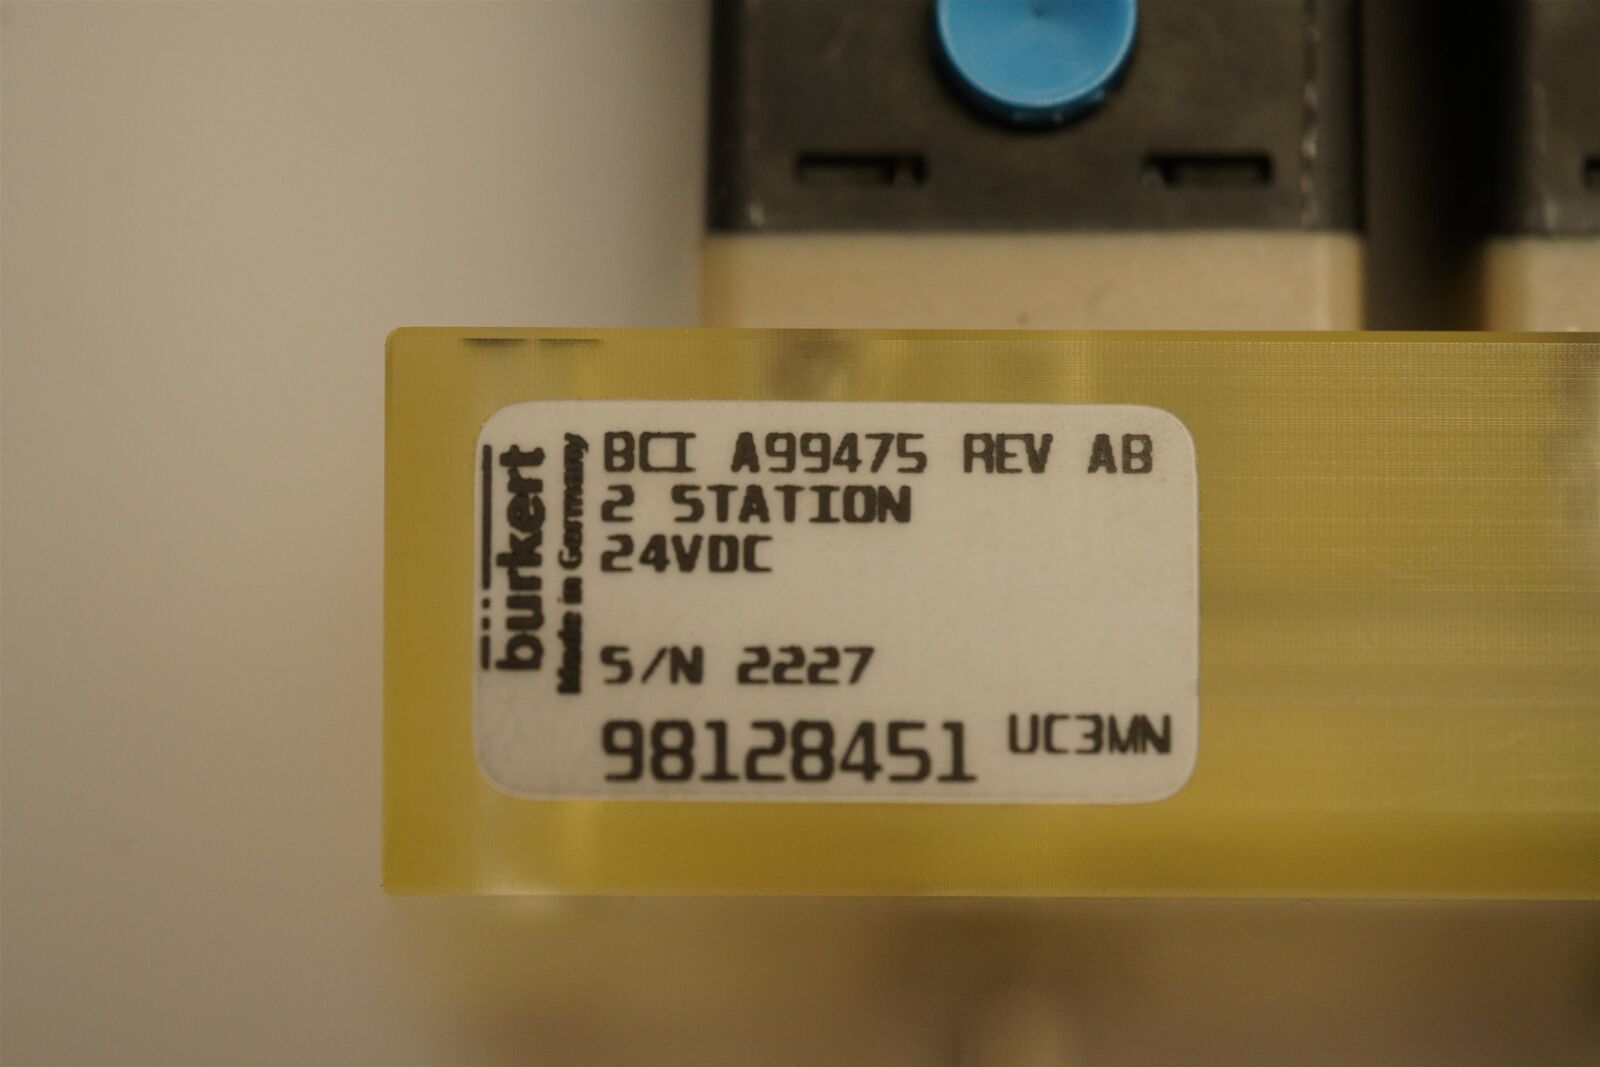 bürkert
Made in Germany
BCI A99475 REV AB
2 STATION
24VDC
S/N 2227
98128451 UC3MN